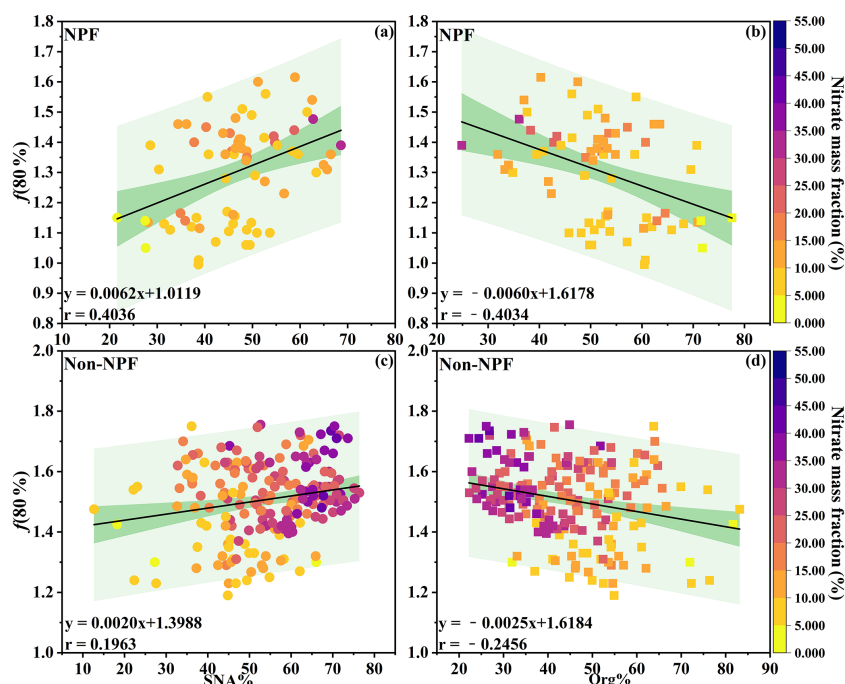 NPF (a)
1.8
1.7
1.6
1.5
1.4
1.3
1.2
1.1
1.0
0.9
0.8
f(80 %)
y = 0.0062x+1.0119
r = 0.4036
10 20 30 40 50 60 70 80
NPF (b)
y = －0.0060x+1.6178
r = －0.4034
10 20 30 40 50 60 70 80
55.00
50.00
45.00
40.00
35.00
30.00
25.00
20.00
15.00
10.00
5.000
0.000
Nitrate mass fraction (%)
Non-NPF (c)
2.0
1.8
1.6
1.4
1.2
1.0
f(80 %)
y = 0.0020x+1.3988
r = 0.1963
10 20 30 40 50 60 70 80
SNA%
Non-NPF (d)
y = －0.0025x+1.6184
r = －0.2456
20 30 40 50 60 70 80 90
Org%
55.00
50.00
45.00
40.00
35.00
30.00
25.00
20.00
15.00
10.00
5.000
0.000
Nitrate mass fraction (%)